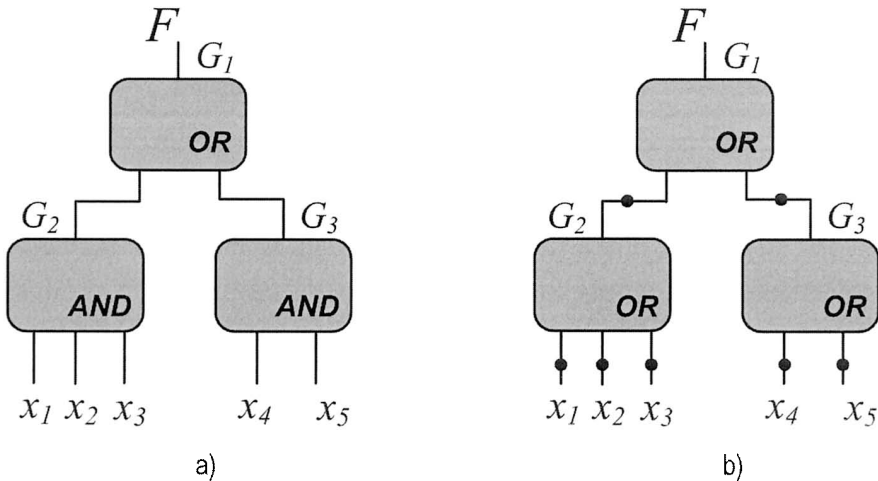 F
G1
OR
G2
G3
AND
AND
x1 x2 x3
x4 x5
a)
F
G1
OR
G2
G3
OR
OR
x1 x2 x3
x4 x5
b)